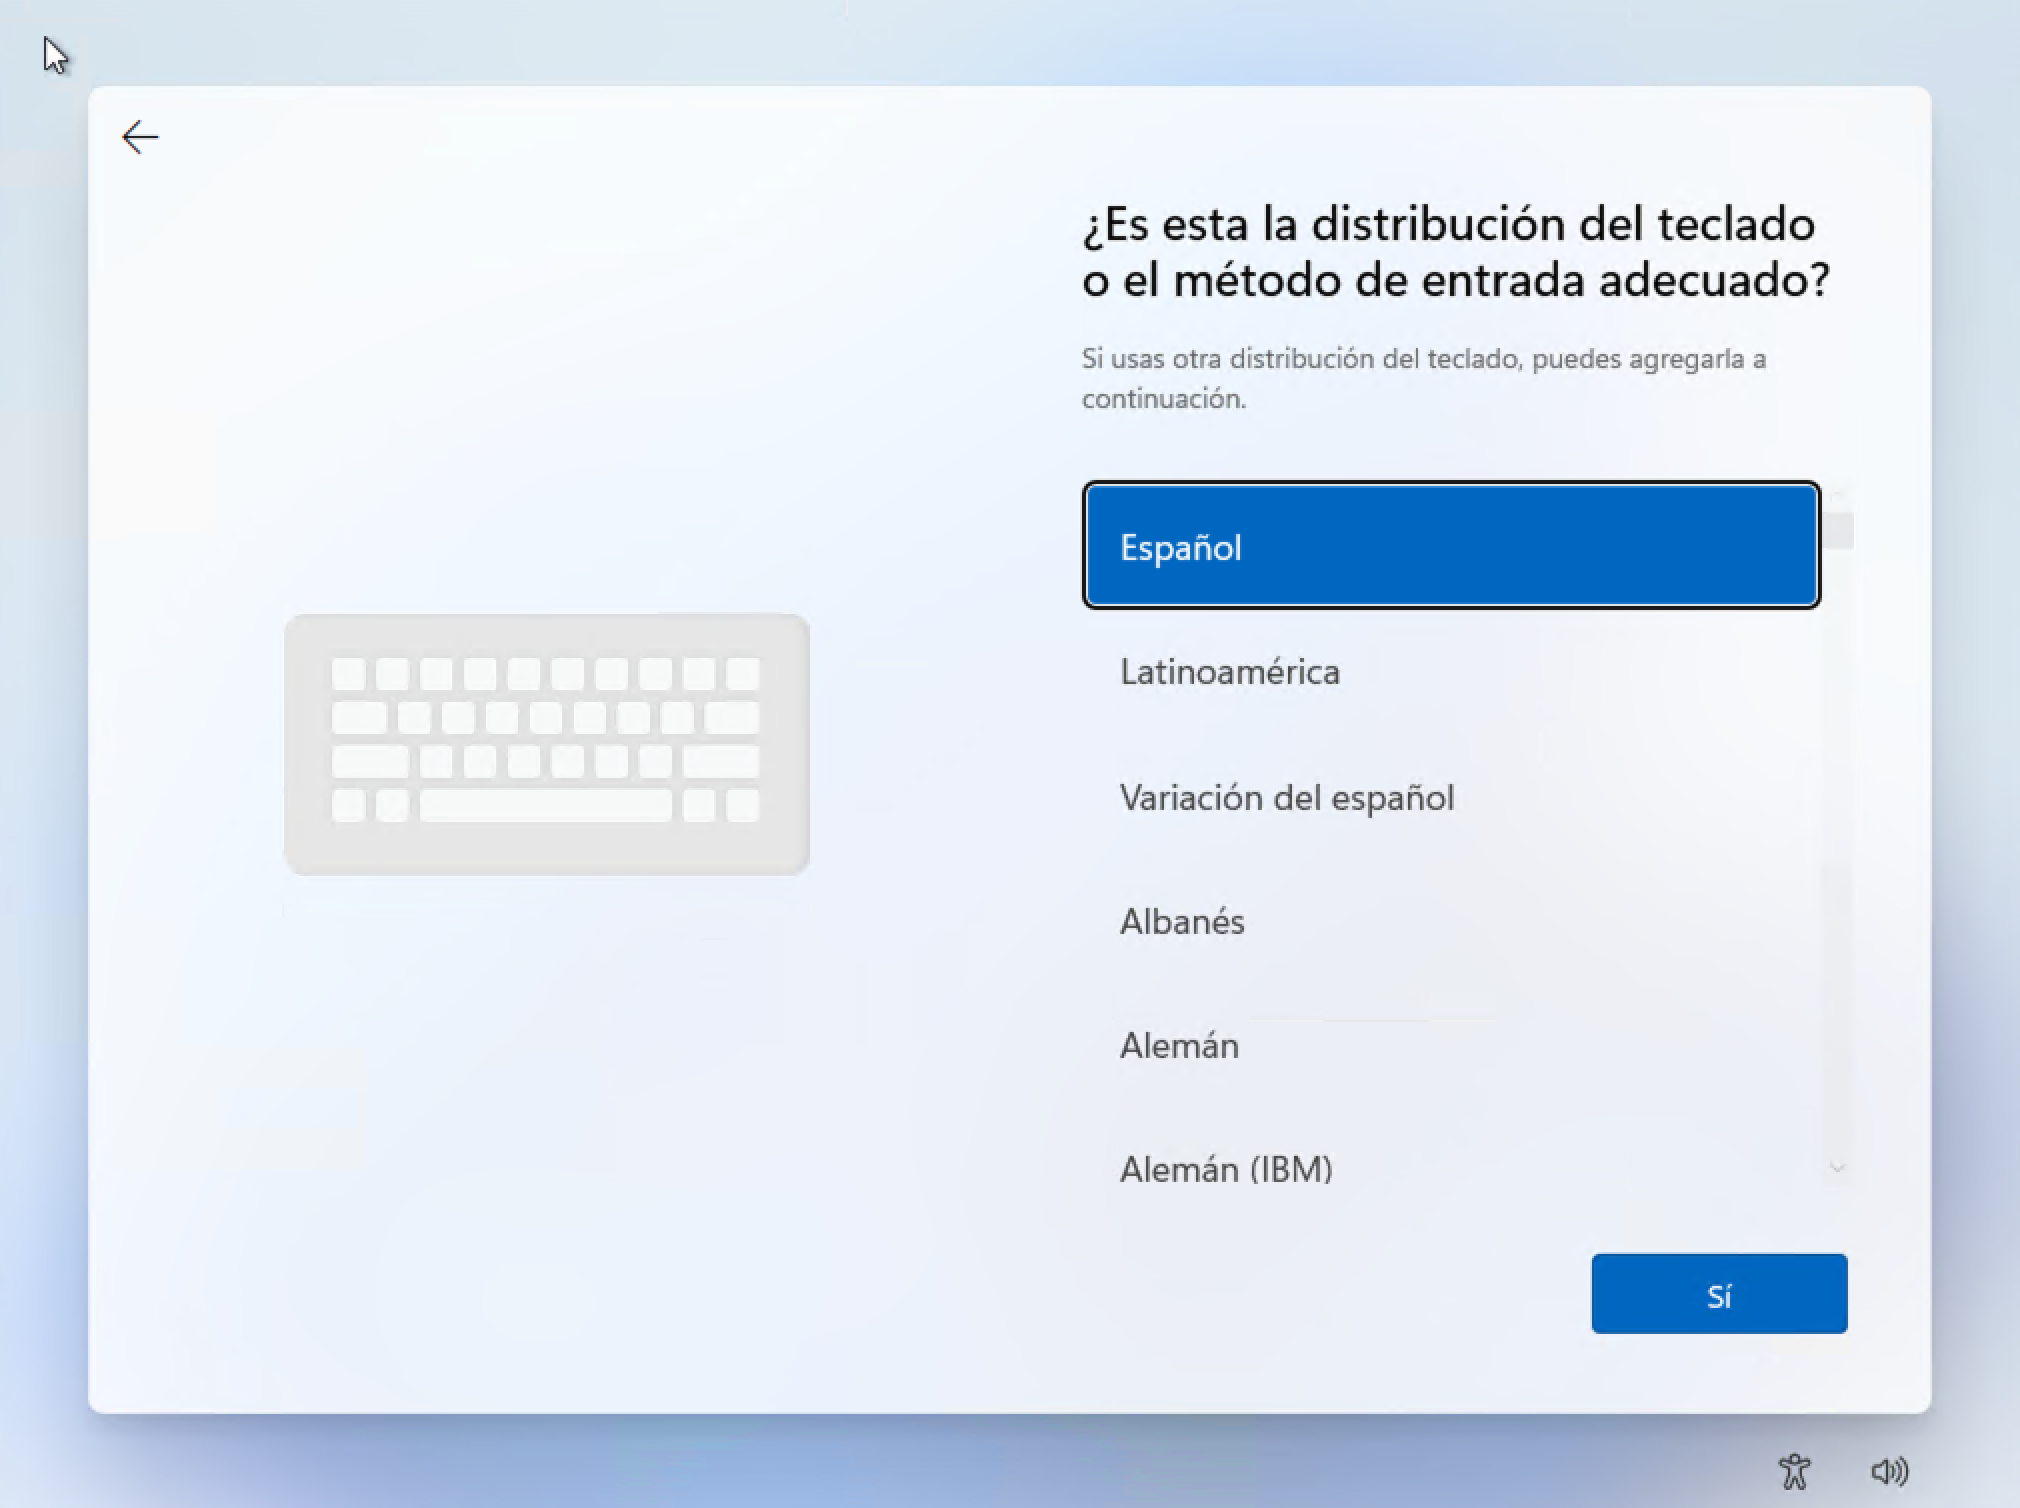 ¿Es esta la distribución del teclado
o el método de entrada adecuado?
Si usas otra distribución del teclado, puedes agregarla a
continuación.
Español
Latinoamérica
Variación del español
Albanés
Alemán
Alemán (IBM)
Sí